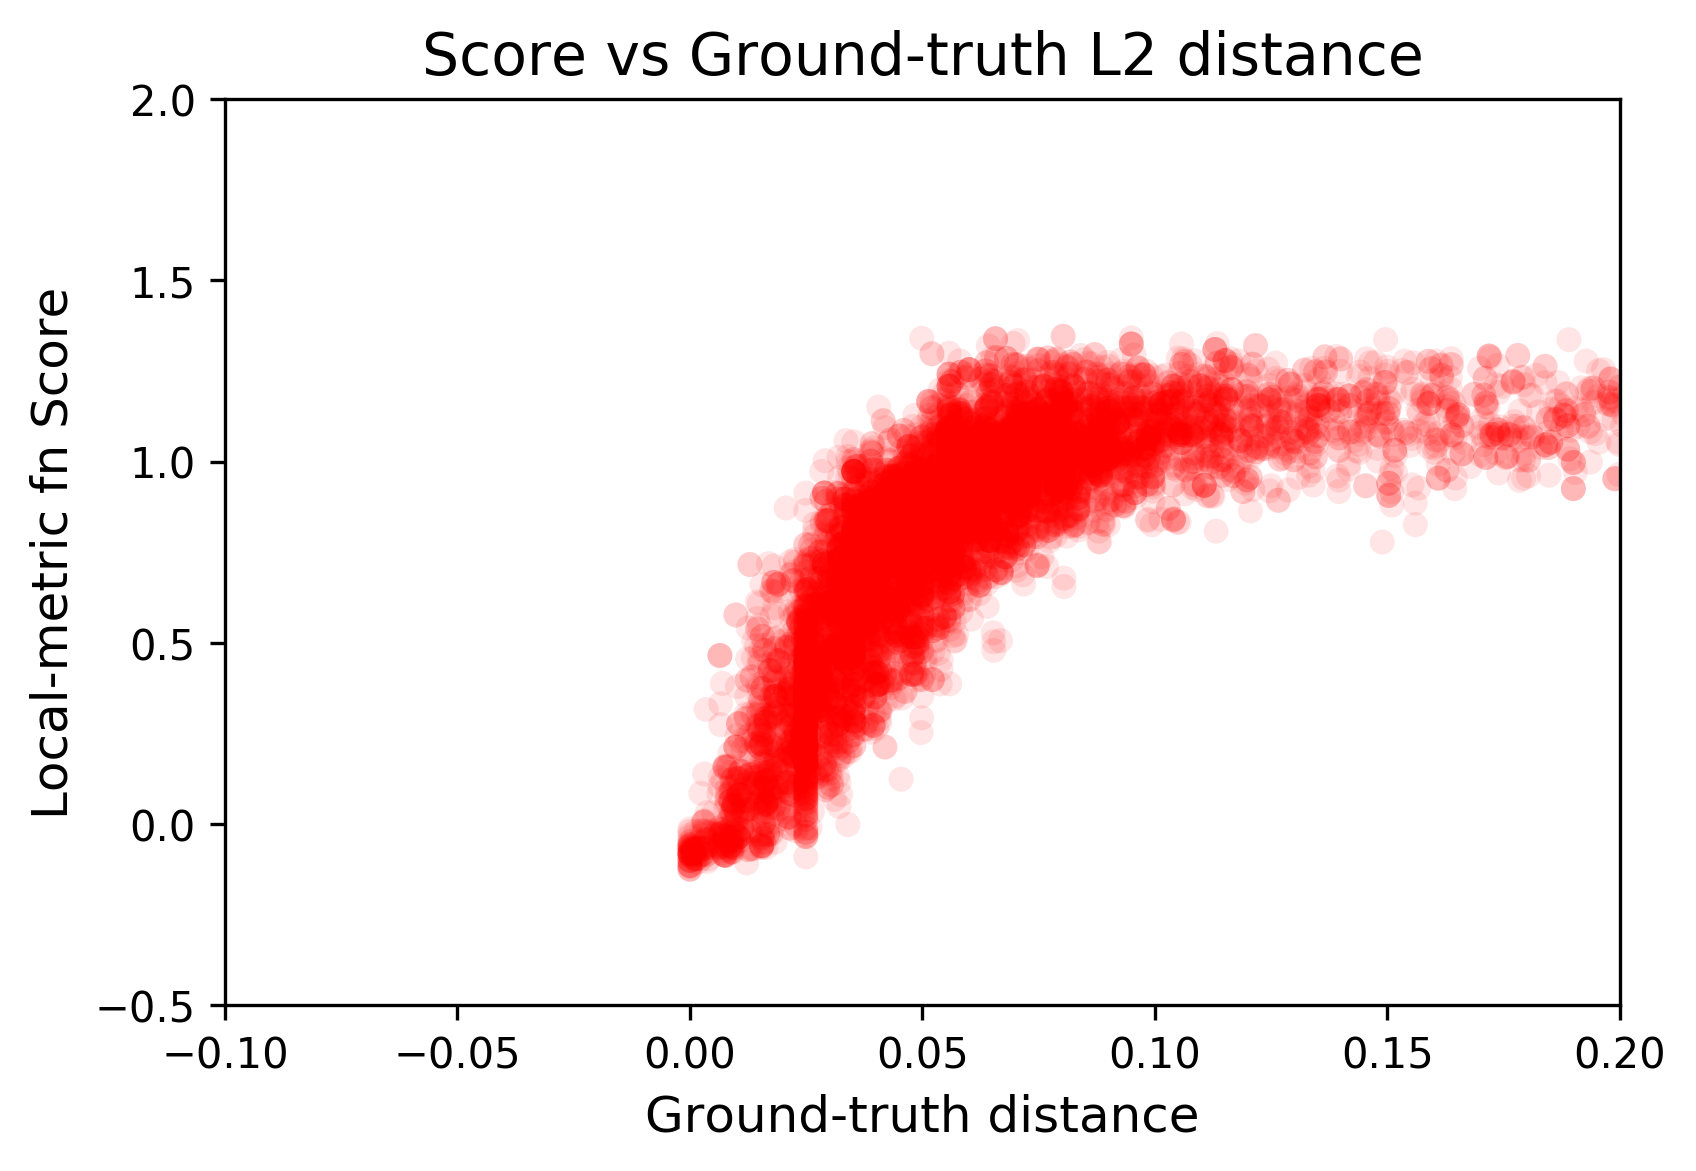 Score vs Ground-truth L2 distance
2.0
1.5
1.0
0.5
0.0
−0.5
Local-metric fn Score
−0.10 −0.05 0.00 0.05 0.10 0.15 0.20
Ground-truth distance